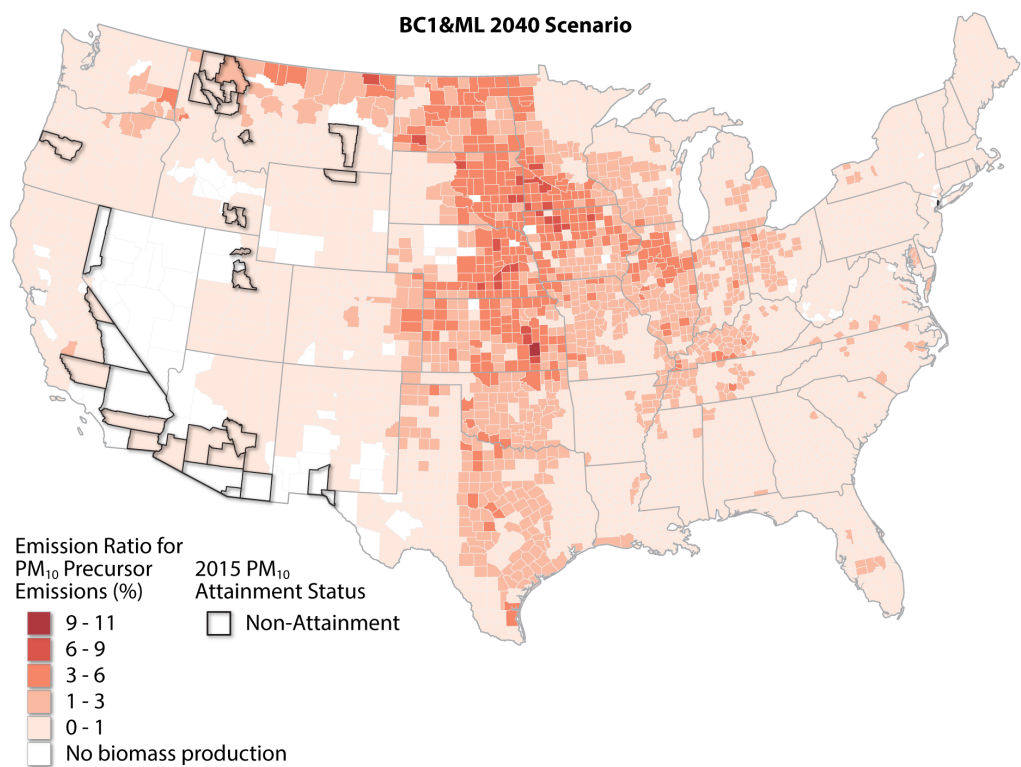 BC1&ML 2040 Scenario
Emission Ratio for
PM₁₀ Precursor
Emissions (%)
9 - 11
6 - 9
3 - 6
1 - 3
0 - 1
No biomass production
2015 PM₁₀
Attainment Status
Non-Attainment